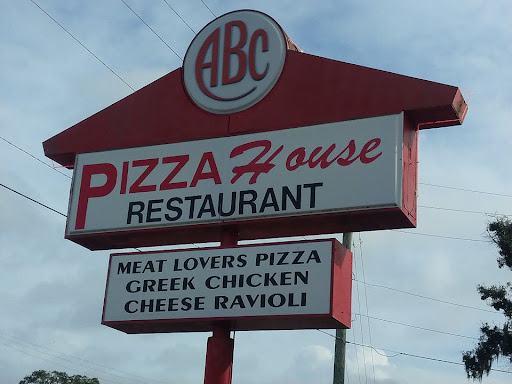 ABC
PIZZA House
RESTAURANT
MEAT LOVERS PIZZA
GREEK CHICKEN
CHEESE RAVIOLI